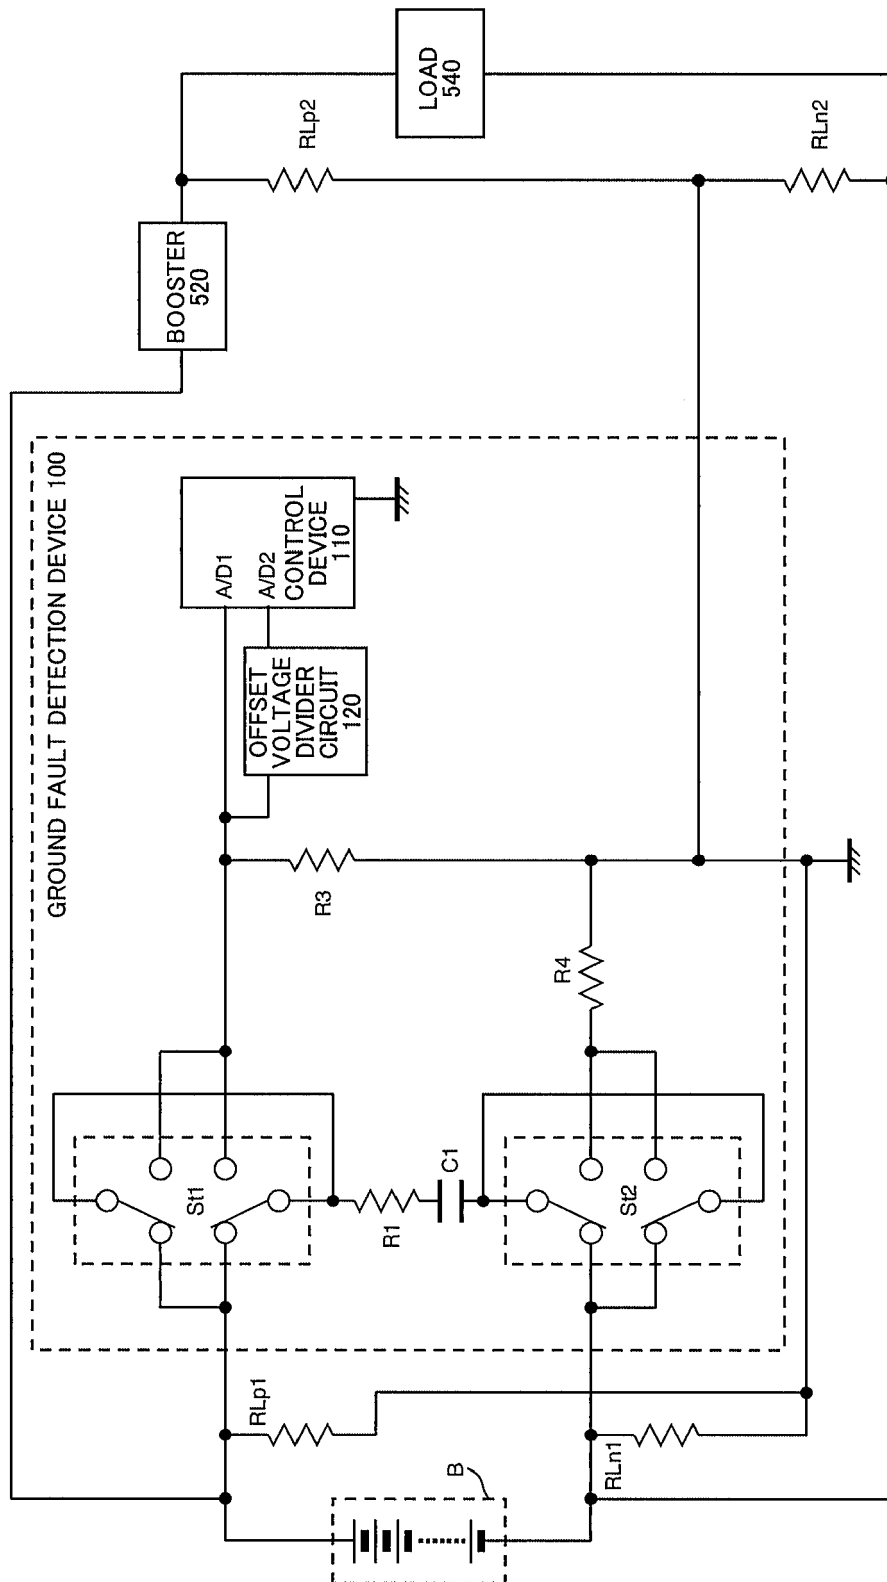 GROUND FAULT DETECTION DEVICE 100
LOAD
540
RLp2
RLn2
BOOSTER
520
A/D1
A/D2
CONTROL
DEVICE
110
OFFSET
VOLTAGE
DIVIDER
CIRCUIT
120
R3
R4
St1
R1
C1
St2
RLp1
RLn1
B